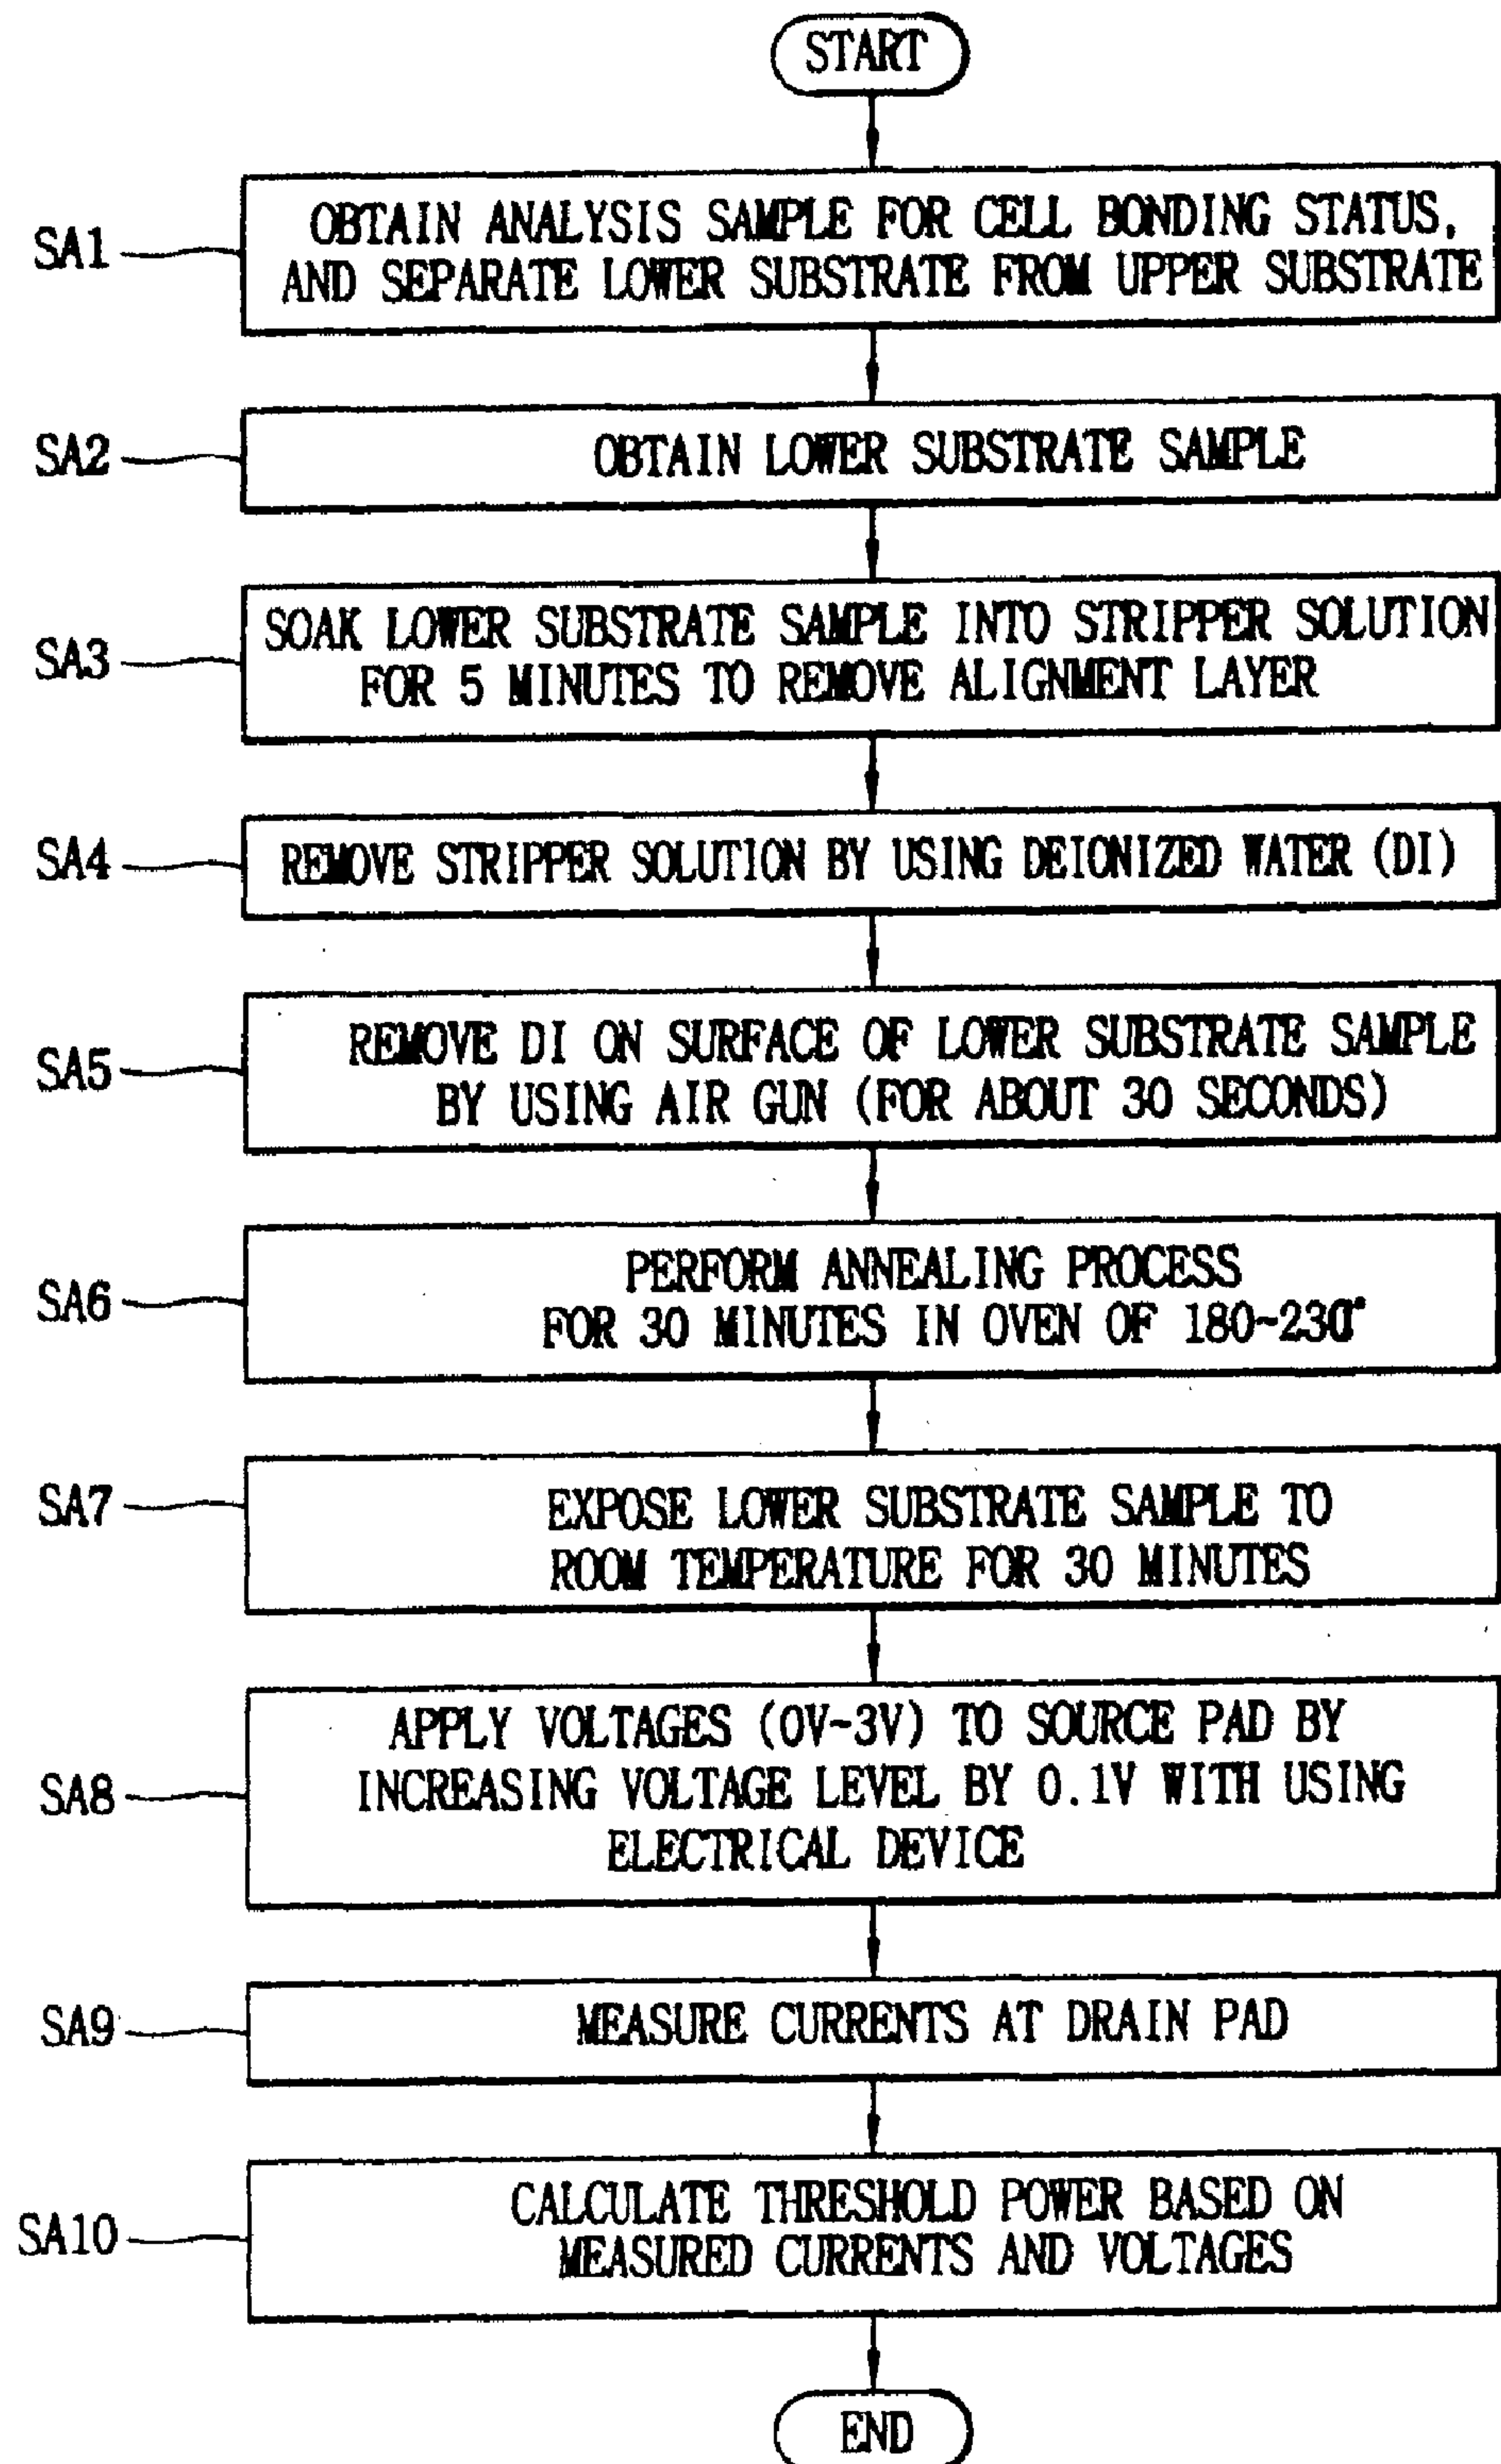 START
SA1
OBTAIN ANALYSIS SAMPLE FOR CELL BONDING STATUS,
AND SEPARATE LOWER SUBSTRATE FROM UPPER SUBSTRATE
SA2
OBTAIN LOWER SUBSTRATE SAMPLE
SA3
SOAK LOWER SUBSTRATE SAMPLE INTO STRIPPER SOLUTION
FOR 5 MINUTES TO REMOVE ALIGNMENT LAYER
SA4
REMOVE STRIPPER SOLUTION BY USING DEIONIZED WATER (DI)
SA5
REMOVE DI ON SURFACE OF LOWER SUBSTRATE SAMPLE
BY USING AIR GUN (FOR ABOUT 30 SECONDS)
SA6
PERFORM ANNEALING PROCESS
FOR 30 MINUTES IN OVEN OF 180~230°
SA7
EXPOSE LOWER SUBSTRATE SAMPLE TO
ROOM TEMPERATURE FOR 30 MINUTES
SA8
APPLY VOLTAGES (0V~3V) TO SOURCE PAD BY
INCREASING VOLTAGE LEVEL BY 0.1V WITH USING
ELECTRICAL DEVICE
SA9
MEASURE CURRENTS AT DRAIN PAD
SA10
CALCULATE THRESHOLD POWER BASED ON
MEASURED CURRENTS AND VOLTAGES
END